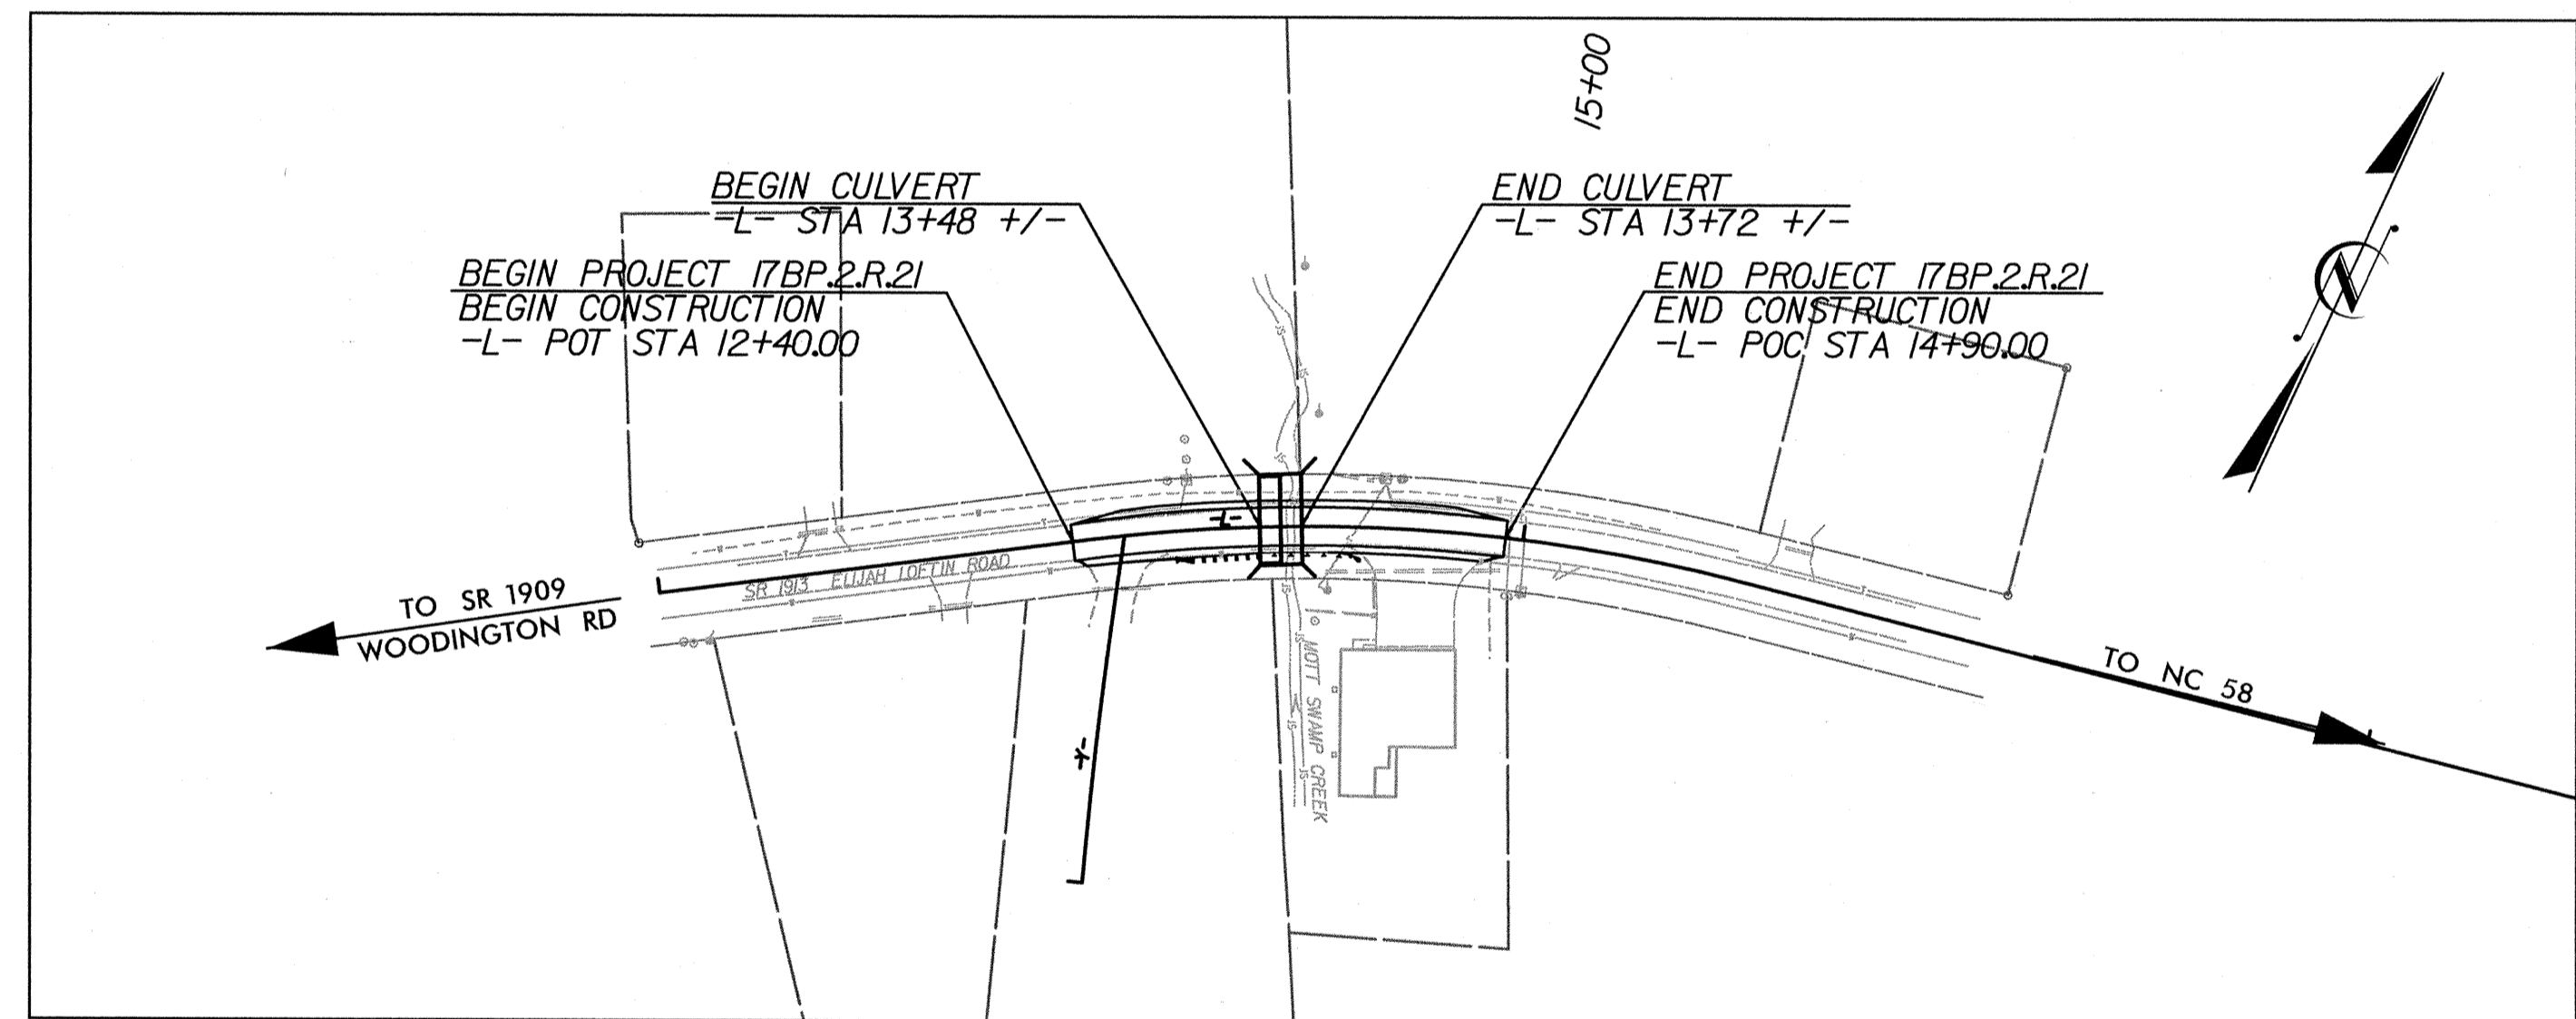 15+00
BEGIN CULVERT
-L- STA 13+48 +/-
END CULVERT
-L- STA 13+72 +/-
BEGIN PROJECT 17BP.2.R.21
BEGIN CONSTRUCTION
-L- POT STA 12+40.00
END PROJECT 17BP.2.R.21
END CONSTRUCTION
-L- POC STA 14+90.00
N
-L-
SR 1913 ELIJAH LOFTIN ROAD
TO SR 1909
WOODINGTON RD
MOTT SWAMP CREEK
-Y-
TO NC 58